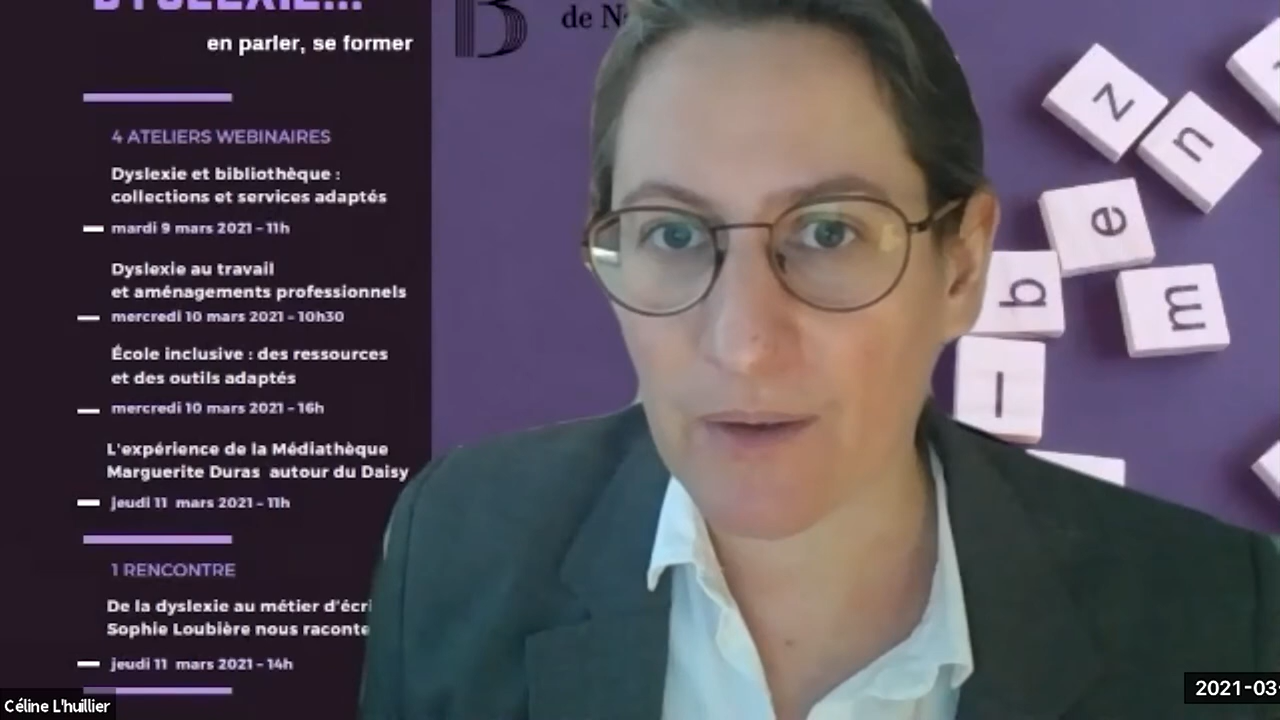 DYSLEXIE...
en parler, se former
4 ATELIERS WEBINAIRES
Dyslexie et bibliothèque :
collections et services adaptés
mardi 9 mars 2021 – 11h
Dyslexie au travail
et aménagements professionnels
mercredi 10 mars 2021 – 10h30
École inclusive : des ressources
et des outils adaptés
mercredi 10 mars 2021 – 16h
L'expérience de la Médiathèque
Marguerite Duras autour du Daisy
jeudi 11 mars 2021 – 11h
1 RENCONTRE
De la dyslexie au métier d'écri
Sophie Loubière nous raconte
jeudi 11 mars 2021 – 14h
Céline L'huillier
B
de N
z
n
e
b
m
l
2021-03-